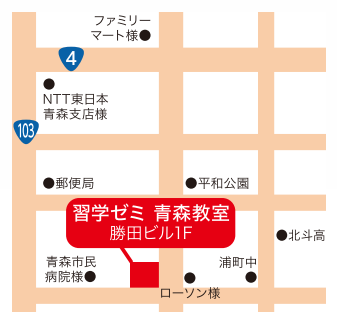 ファミリー
マート様
4
NTT東日本
青森支店様
103
郵便局
平和公園
習学ゼミ 青森教室
勝田ビル1F
北斗高
青森市民
病院様
浦町中
ローソン様